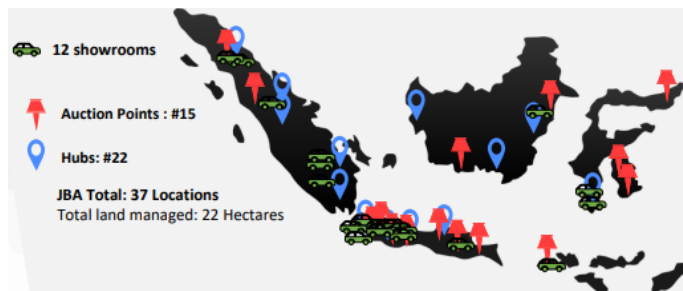 12 showrooms
Auction Points : #15
Hubs: #22
JBA Total: 37 Locations
Total land managed: 22 Hectares